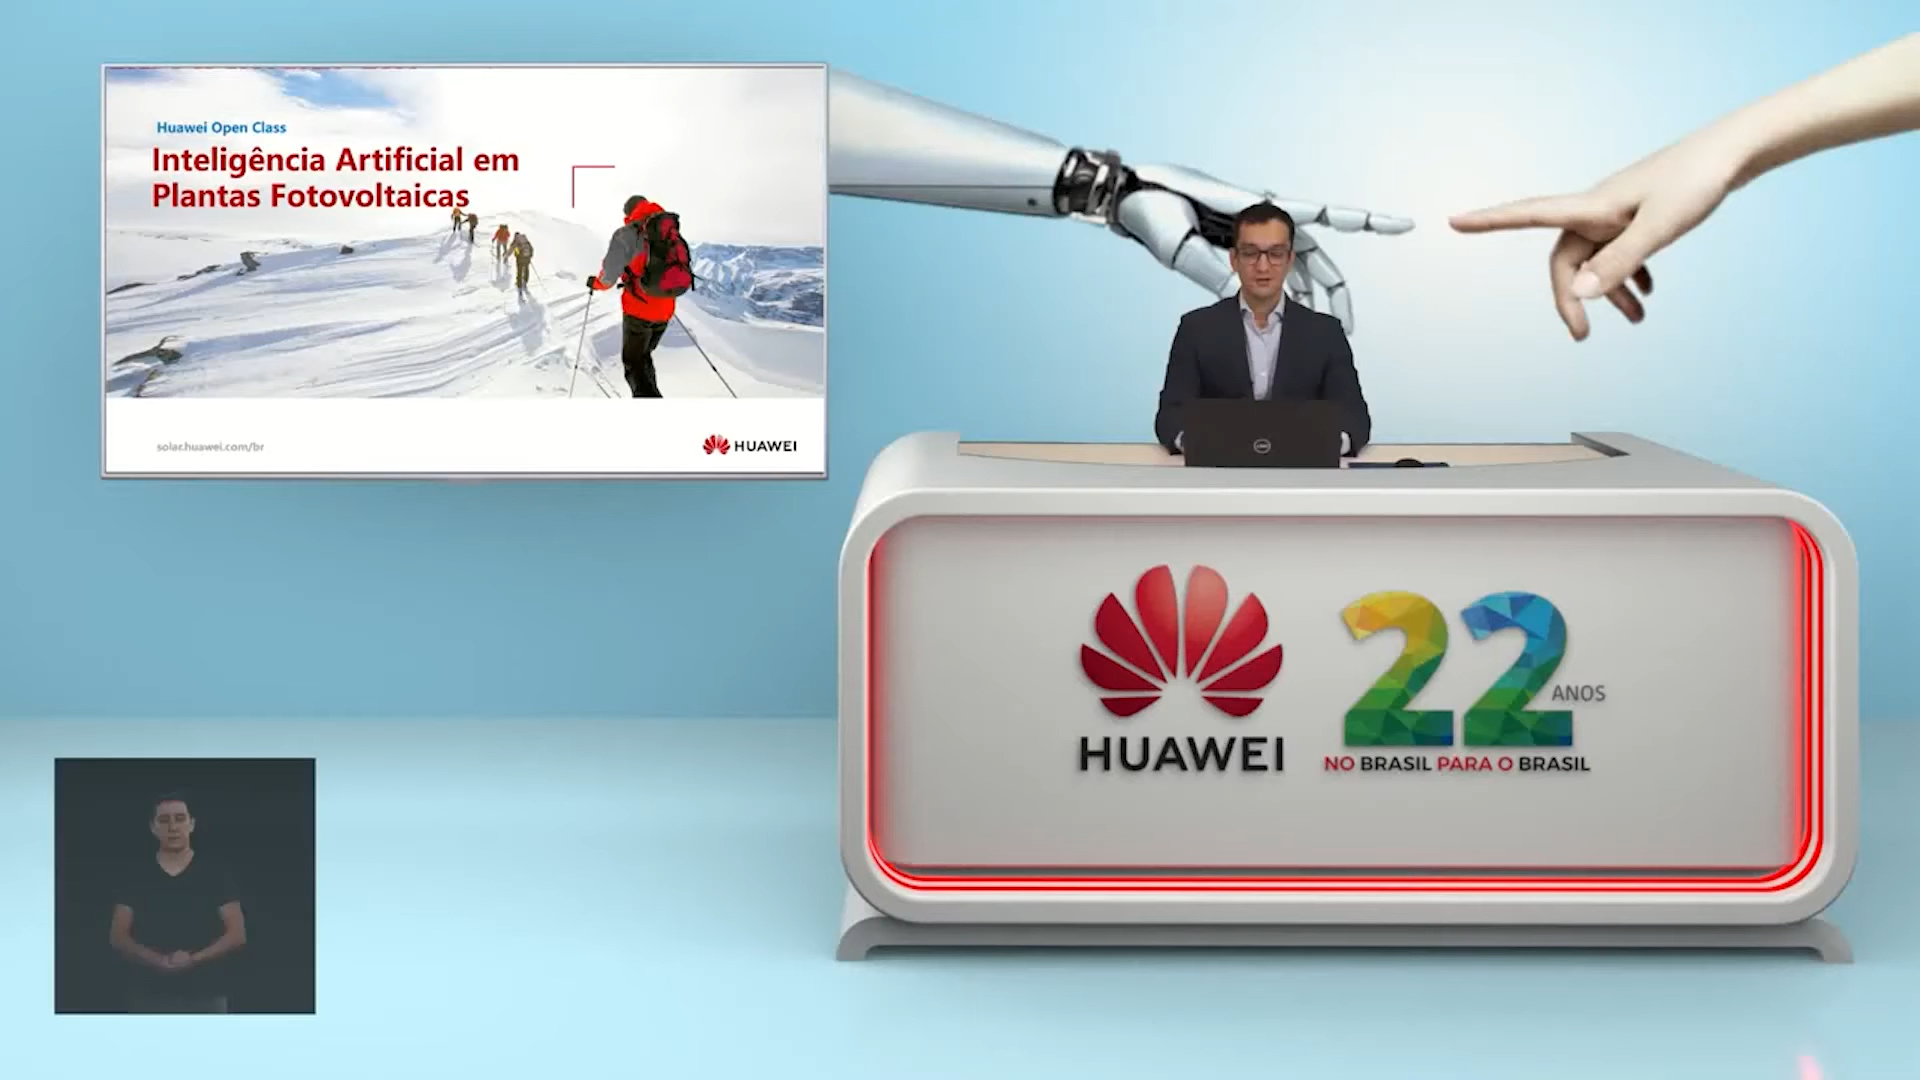 Huawei Open Class
Inteligência Artificial em
Plantas Fotovoltaicas
solar.huawei.com/br
HUAWEI
HUAWEI
22
ANOS
NO BRASIL PARA O BRASIL